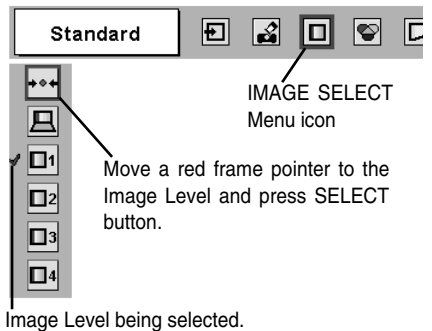 Standard
IMAGE SELECT
Menu icon
Move a red frame pointer to the
Image Level and press SELECT
button.
1
2
3
4
Image Level being selected.